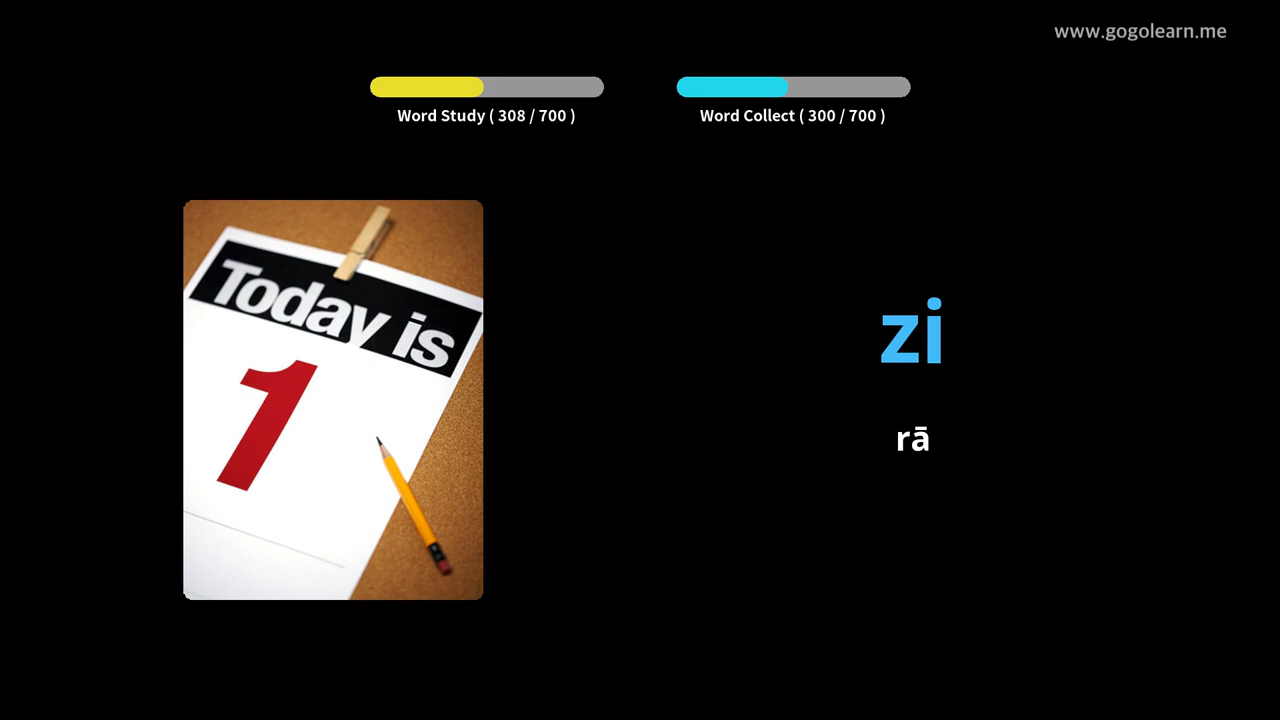 www.gogolearn.me
Word Study ( 308 / 700 )
Word Collect ( 300 / 700 )
Today is
1
zi
rā